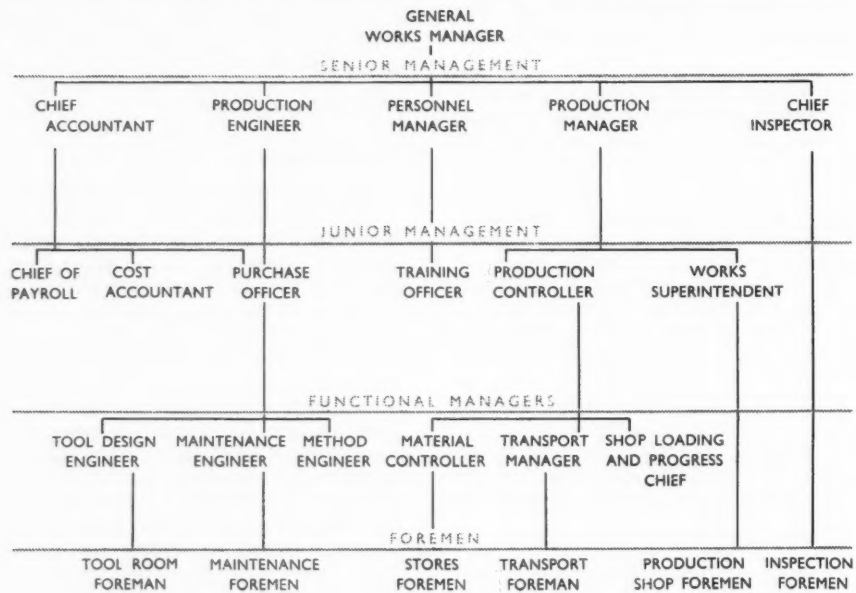 GENERAL
WORKS MANAGER
SENIOR MANAGEMENT
CHIEF ACCOUNTANT
PRODUCTION ENGINEER
PERSONNEL MANAGER
PRODUCTION MANAGER
CHIEF INSPECTOR
JUNIOR MANAGEMENT
CHIEF OF PAYROLL
COST ACCOUNTANT
PURCHASE OFFICER
TRAINING OFFICER
PRODUCTION CONTROLLER
WORKS SUPERINTENDENT
FUNCTIONAL MANAGERS
TOOL DESIGN ENGINEER
MAINTENANCE ENGINEER
METHOD ENGINEER
MATERIAL CONTROLLER
TRANSPORT MANAGER
SHOP LOADING AND PROGRESS CHIEF
FOREMEN
TOOL ROOM FOREMAN
MAINTENANCE FOREMEN
STORES FOREMEN
TRANSPORT FOREMAN
PRODUCTION SHOP FOREMEN
INSPECTION FOREMEN